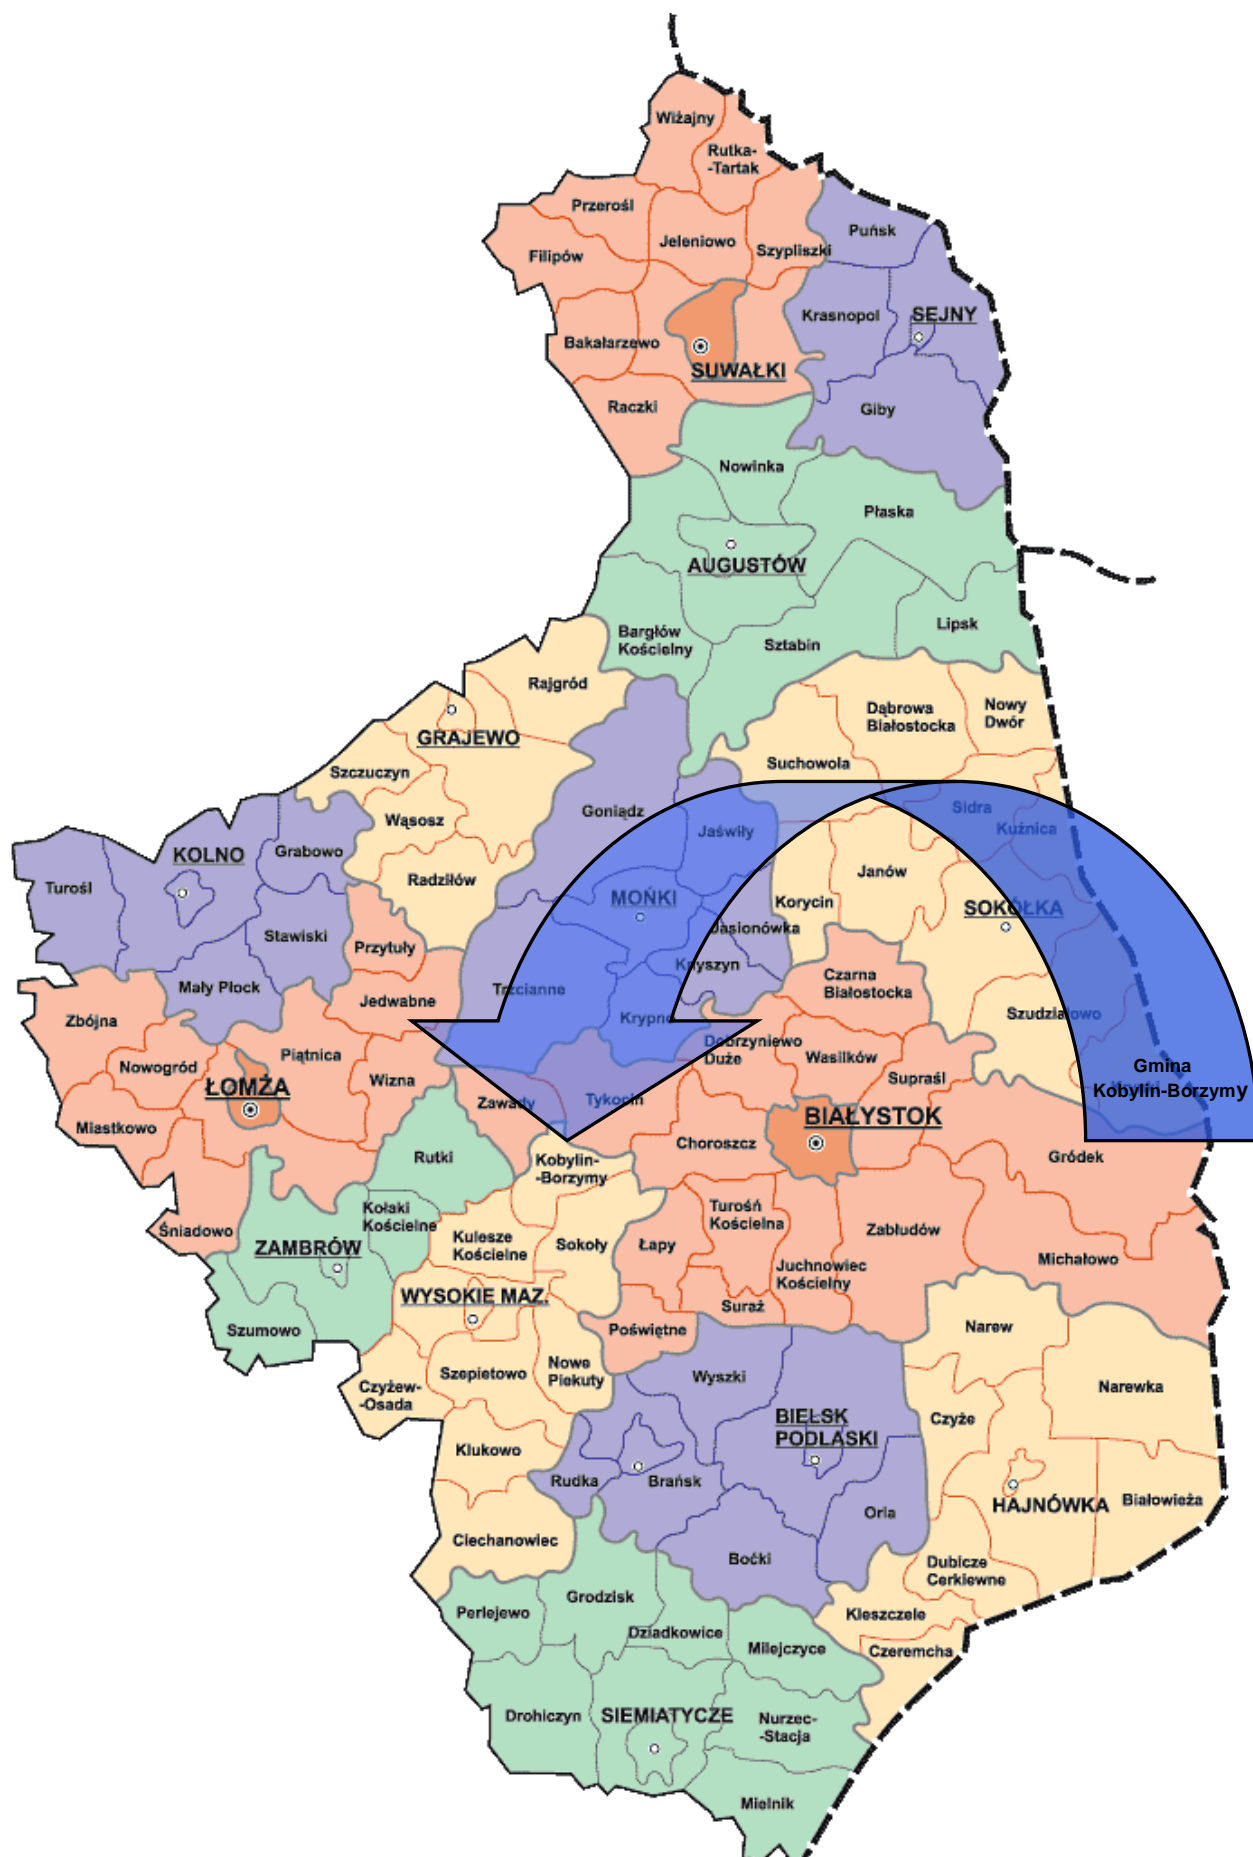 Wiżajny
Rutka-
-Tartak
Przerośl
Jeleniowo
Szypliszki
Filipów
Puńsk
Krasnopol
SEJNY
Bakałarzewo
SUWAŁKI
Raczki
Giby
Nowinka
Płaska
AUGUSTÓW
Bargłów
Kościelny
Sztabin
Lipsk
Rajgród
Dąbrowa
Białostocka
Nowy
Dwór
GRAJEWO
Szczuczyn
Suchowola
Goniądz
Wąsosz
Jaświły
Sidra
Kuźnica
KOLNO
Grabowo
Turośl
Radziłów
MOŃKI
Korycin
Janów
SOKÓŁKA
Stawiski
Przytuły
Jasionówka
Knyszyn
Mały Płock
Jedwabne
Trzcianne
Czarna
Białostocka
Zbójna
Krypno
Szudziałowo
Nowogród
Piątnica
Dobrzyniewo
Duże
Wasilków
ŁOMŻA
Wizna
Zawady
Tykocin
Supraśl
Gmina
Kobylin-Borzymy
Miastkowo
BIAŁYSTOK
Choroszcz
Gródek
Rutki
Kobylin-
-Borzymy
Śniadowo
Kołaki
Kościelne
Turośń
Kościelna
Zabłudów
ZAMBRÓW
Kulesze
Kościelne
Sokoły
Łapy
Michałowo
Juchnowiec
Kościelny
WYSOKIE MAZ.
Suraż
Szumowo
Poświętne
Narew
Czyżew-
-Osada
Szepietowo
Nowe
Piekuty
Wyszki
Narewka
BIELSK
PODLASKI
Czyże
Klukowo
Rudka
Brańsk
Orla
HAJNÓWKA
Białowieża
Ciechanowiec
Boćki
Dubicze
Cerkiewne
Perlejewo
Grodzisk
Dziadkowice
Milejczyce
Kleszczele
Czeremcha
Drohiczyn
SIEMIATYCZE
Nurzec-
-Stacja
Mielnik